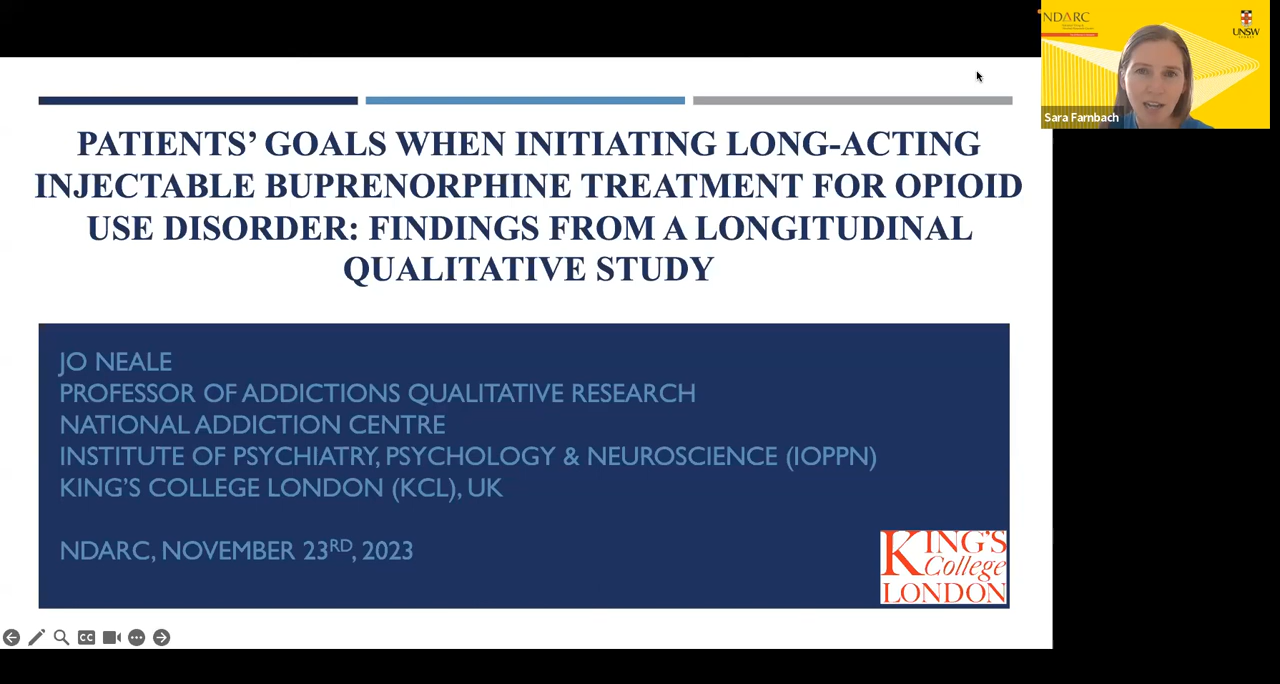 NDARC
UNSW
SYDNEY
Sara Farnbach
PATIENTS’ GOALS WHEN INITIATING LONG-ACTING
INJECTABLE BUPRENORPHINE TREATMENT FOR OPIOID
USE DISORDER: FINDINGS FROM A LONGITUDINAL
QUALITATIVE STUDY
JO NEALE
PROFESSOR OF ADDICTIONS QUALITATIVE RESEARCH
NATIONAL ADDICTION CENTRE
INSTITUTE OF PSYCHIATRY, PSYCHOLOGY & NEUROSCIENCE (IOPPN)
KING’S COLLEGE LONDON (KCL), UK
NDARC, NOVEMBER 23RD, 2023
KING'S
College
LONDON
CC